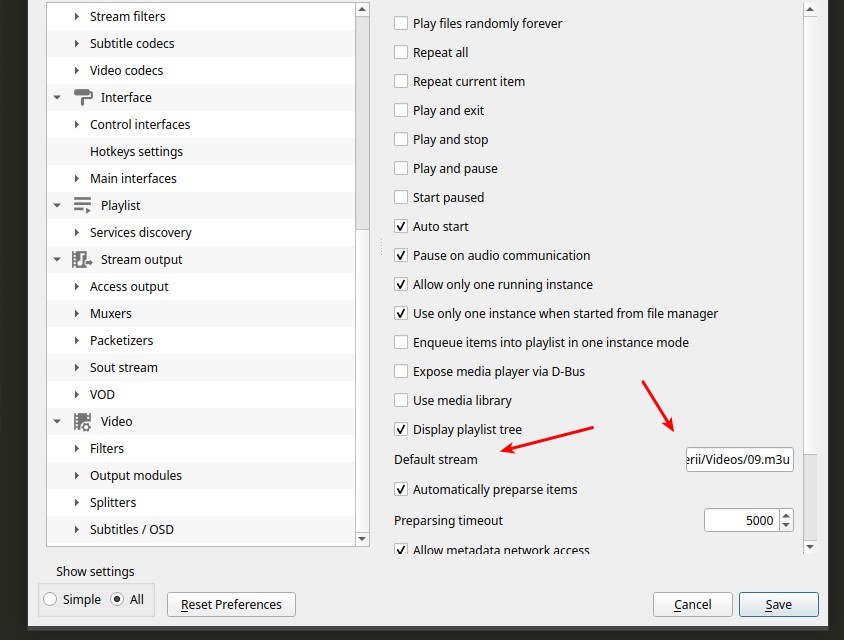 Stream filters
Subtitle codecs
Video codecs
Interface
Control interfaces
Hotkeys settings
Main interfaces
Playlist
Services discovery
Stream output
Access output
Muxers
Packetizers
Sout stream
VOD
Video
Filters
Output modules
Splitters
Subtitles / OSD
Play files randomly forever
Repeat all
Repeat current item
Play and exit
Play and stop
Play and pause
Start paused
Auto start
Pause on audio communication
Allow only one running instance
Use only one instance when started from file manager
Enqueue items into playlist in one instance mode
Expose media player via D-Bus
Use media library
Display playlist tree
Default stream erii/Videos/09.m3u
Automatically preparse items
Preparsing timeout 5000
Allow metadata network access
Show settings
Simple All Reset Preferences Cancel Save